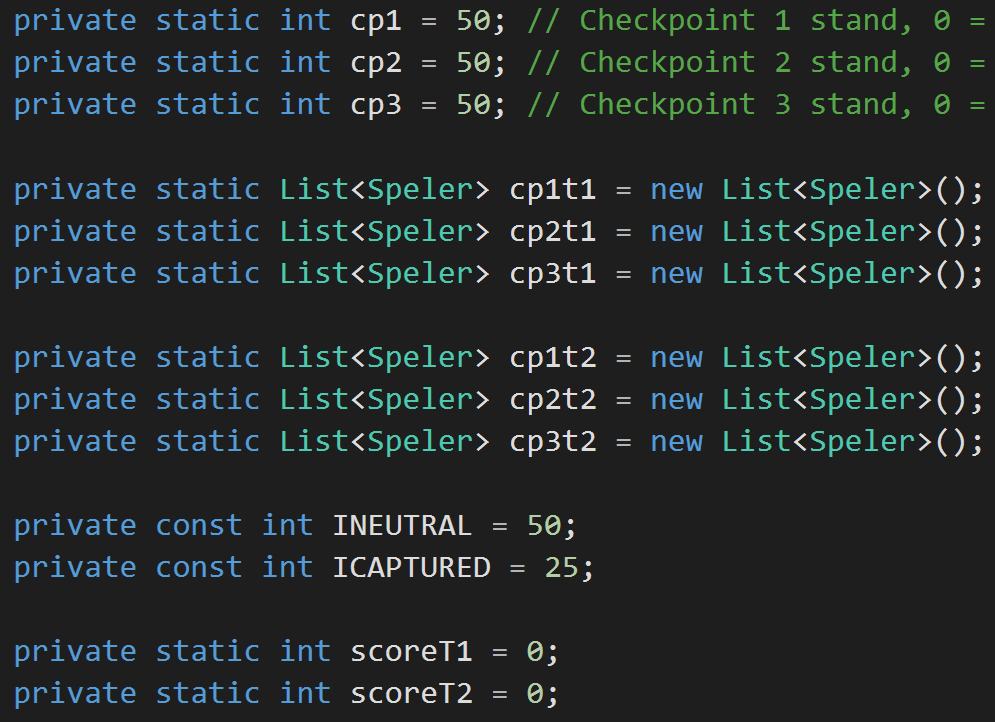 private static int cp1 = 50; // Checkpoint 1 stand, 0 =
private static int cp2 = 50; // Checkpoint 2 stand, 0 =
private static int cp3 = 50; // Checkpoint 3 stand, 0 =
private static List<Speler> cp1t1 = new List<Speler>();
private static List<Speler> cp2t1 = new List<Speler>();
private static List<Speler> cp3t1 = new List<Speler>();
private static List<Speler> cp1t2 = new List<Speler>();
private static List<Speler> cp2t2 = new List<Speler>();
private static List<Speler> cp3t2 = new List<Speler>();
private const int INEUTRAL = 50;
private const int ICAPTURED = 25;
private static int scoreT1 = 0;
private static int scoreT2 = 0;